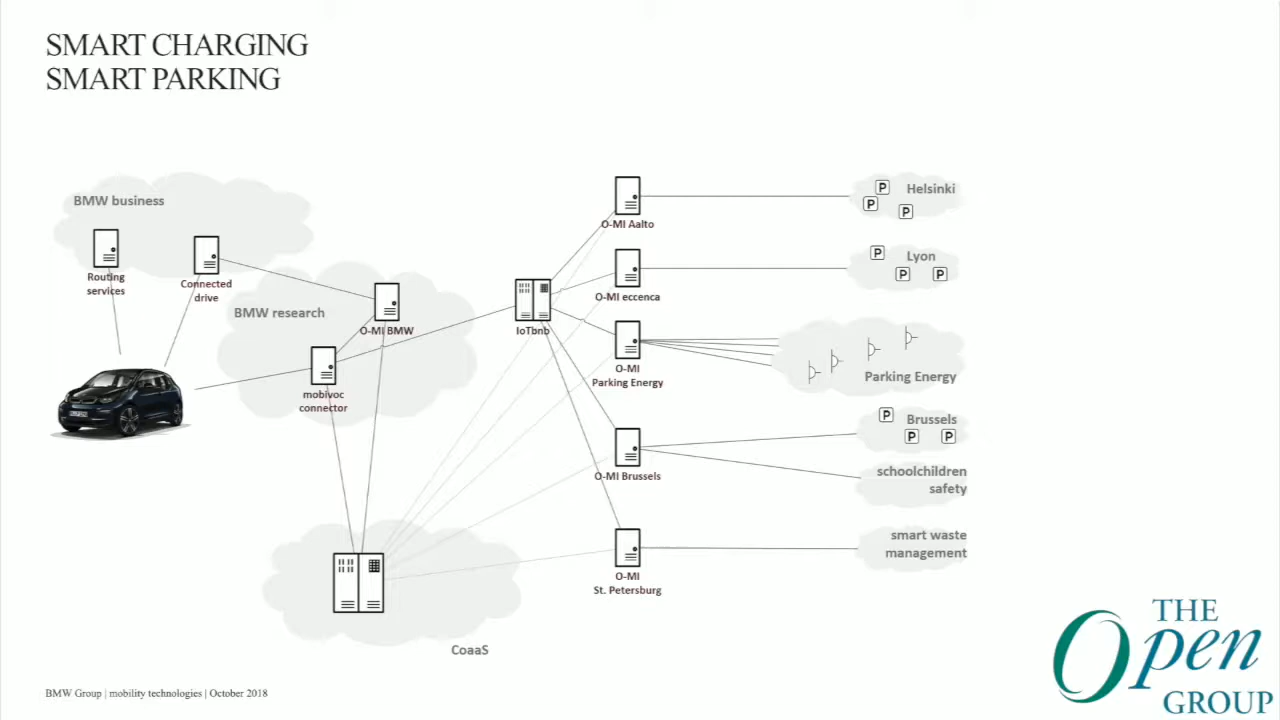 SMART CHARGING
SMART PARKING
BMW business
Routing
services
Connected
drive
BMW research
O-MI BMW
mobivoc
connector
IoTbnb
O-MI Aalto
O-MI eccenca
O-MI
Parking Energy
O-MI Brussels
O-MI
St. Petersburg
P
Helsinki
P
P
P
Lyon
P
P
Parking Energy
P
Brussels
P
P
schoolchildren
safety
smart waste
management
CoaaS
BMW Group | mobility technologies | October 2018
THE
Open
GROUP